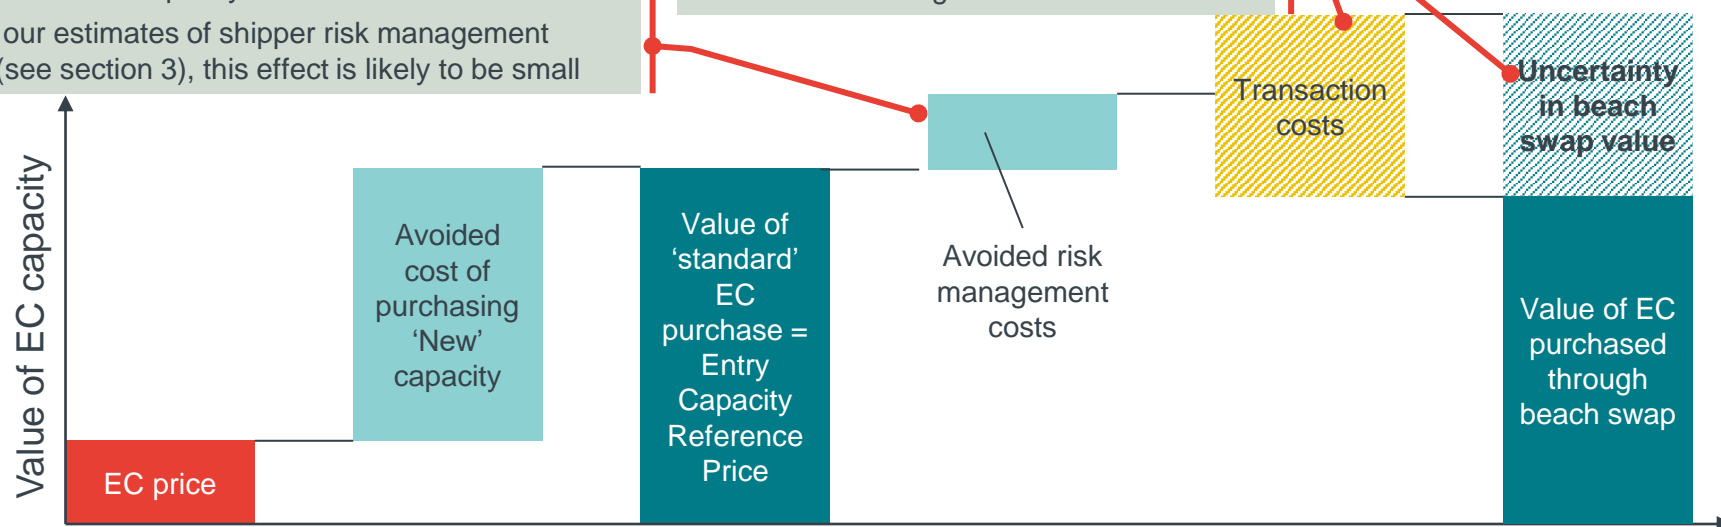 our estimates of shipper risk management
(see section 3), this effect is likely to be small
Value of EC capacity
EC price
Avoided
cost of
purchasing
‘New’
capacity
Value of
‘standard’
EC
purchase =
Entry
Capacity
Reference
Price
Avoided risk
management
costs
Transaction
costs
Uncertainty
in beach
swap value
Value of EC
purchased
through
beach swap